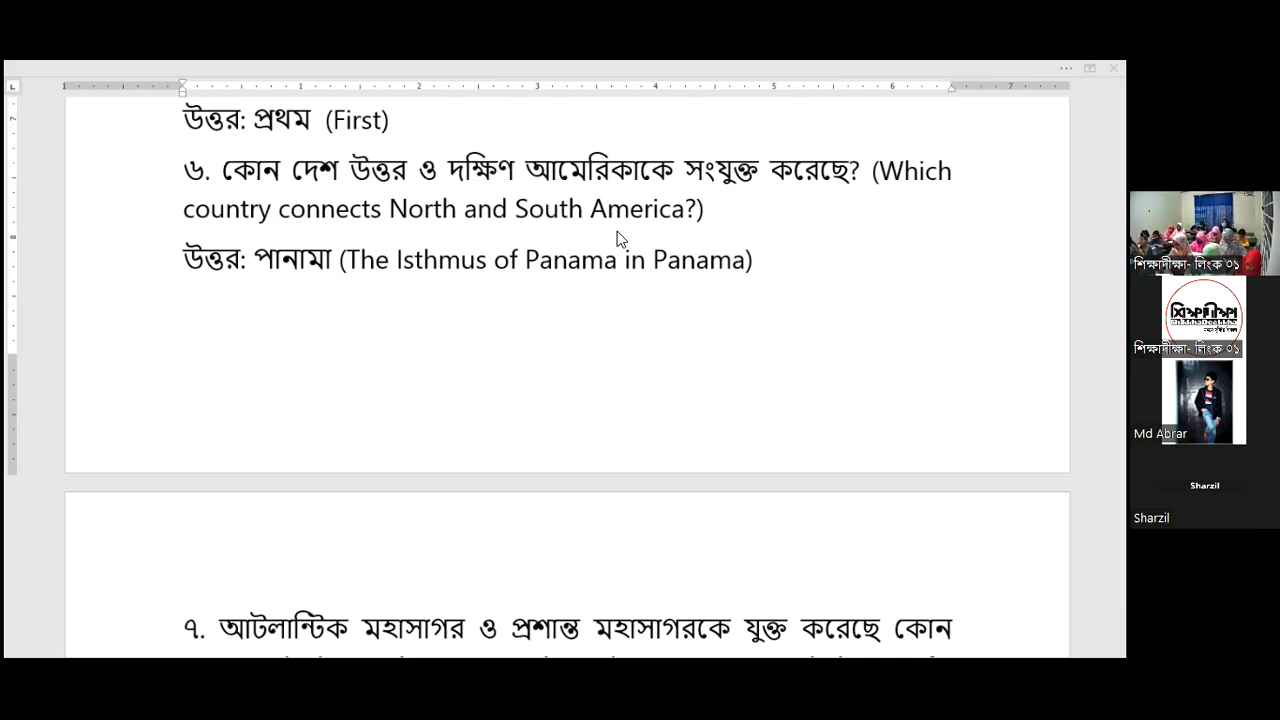 উত্তর: প্রথম (First)
৬. কোন দেশ উত্তর ও দক্ষিণ আমেরিকাকে সংযুক্ত করেছে? (Which
country connects North and South America?)
উত্তর: পানামা (The Isthmus of Panama in Panama)
৭. আটলান্টিক মহাসাগর ও প্রশান্ত মহাসাগরকে যুক্ত করেছে কোন
শিক্ষাদীক্ষা- লিংক ০১
শিক্ষাদীক্ষা
শিক্ষাদীক্ষা- লিংক ০১
Md Abrar
Sharzil
Sharzil